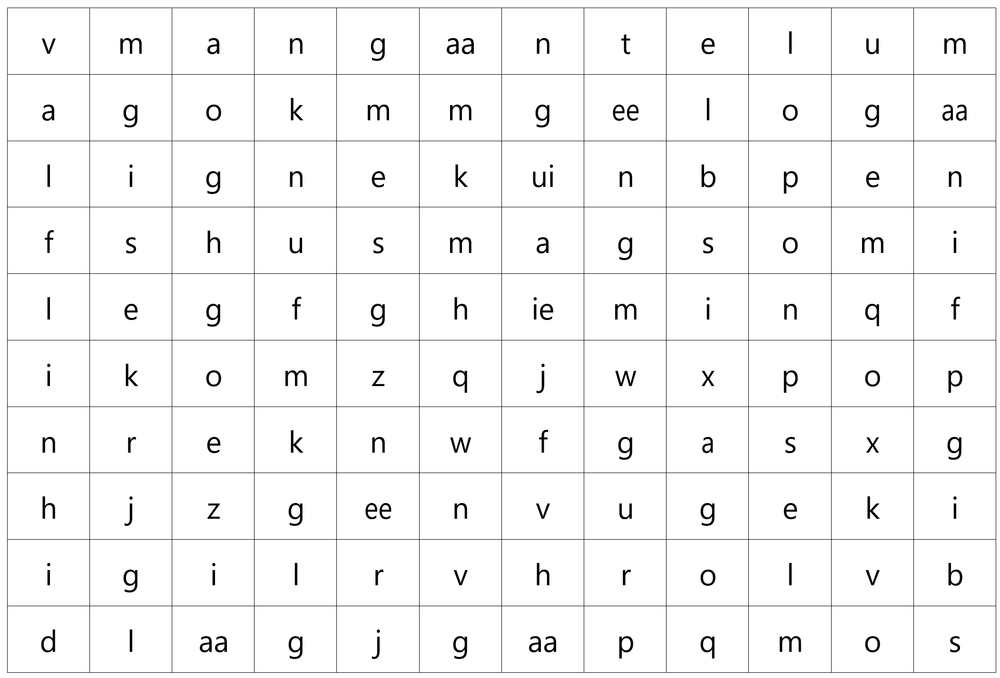 v m a n g aa n t e l u m
a g o k m m g ee l o g aa
l i g n e k ui n b p e n
f s h u s m a g s o m i
l e g f g h ie m i n q f
i k o m z q j w x p o p
n r e k n w f g a s x g
h j z g ee n v u g e k i
i g i l r v h r o l v b
d l aa g j g aa p q m o s